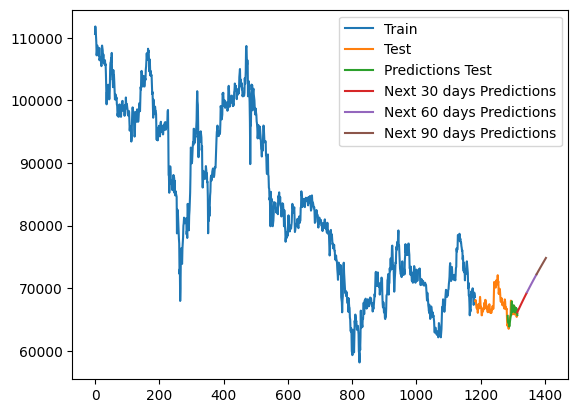 110000
100000
90000
80000
70000
60000
0
200
400
600
800
1000
1200
1400
Train
Test
Predictions Test
Next 30 days Predictions
Next 60 days Predictions
Next 90 days Predictions